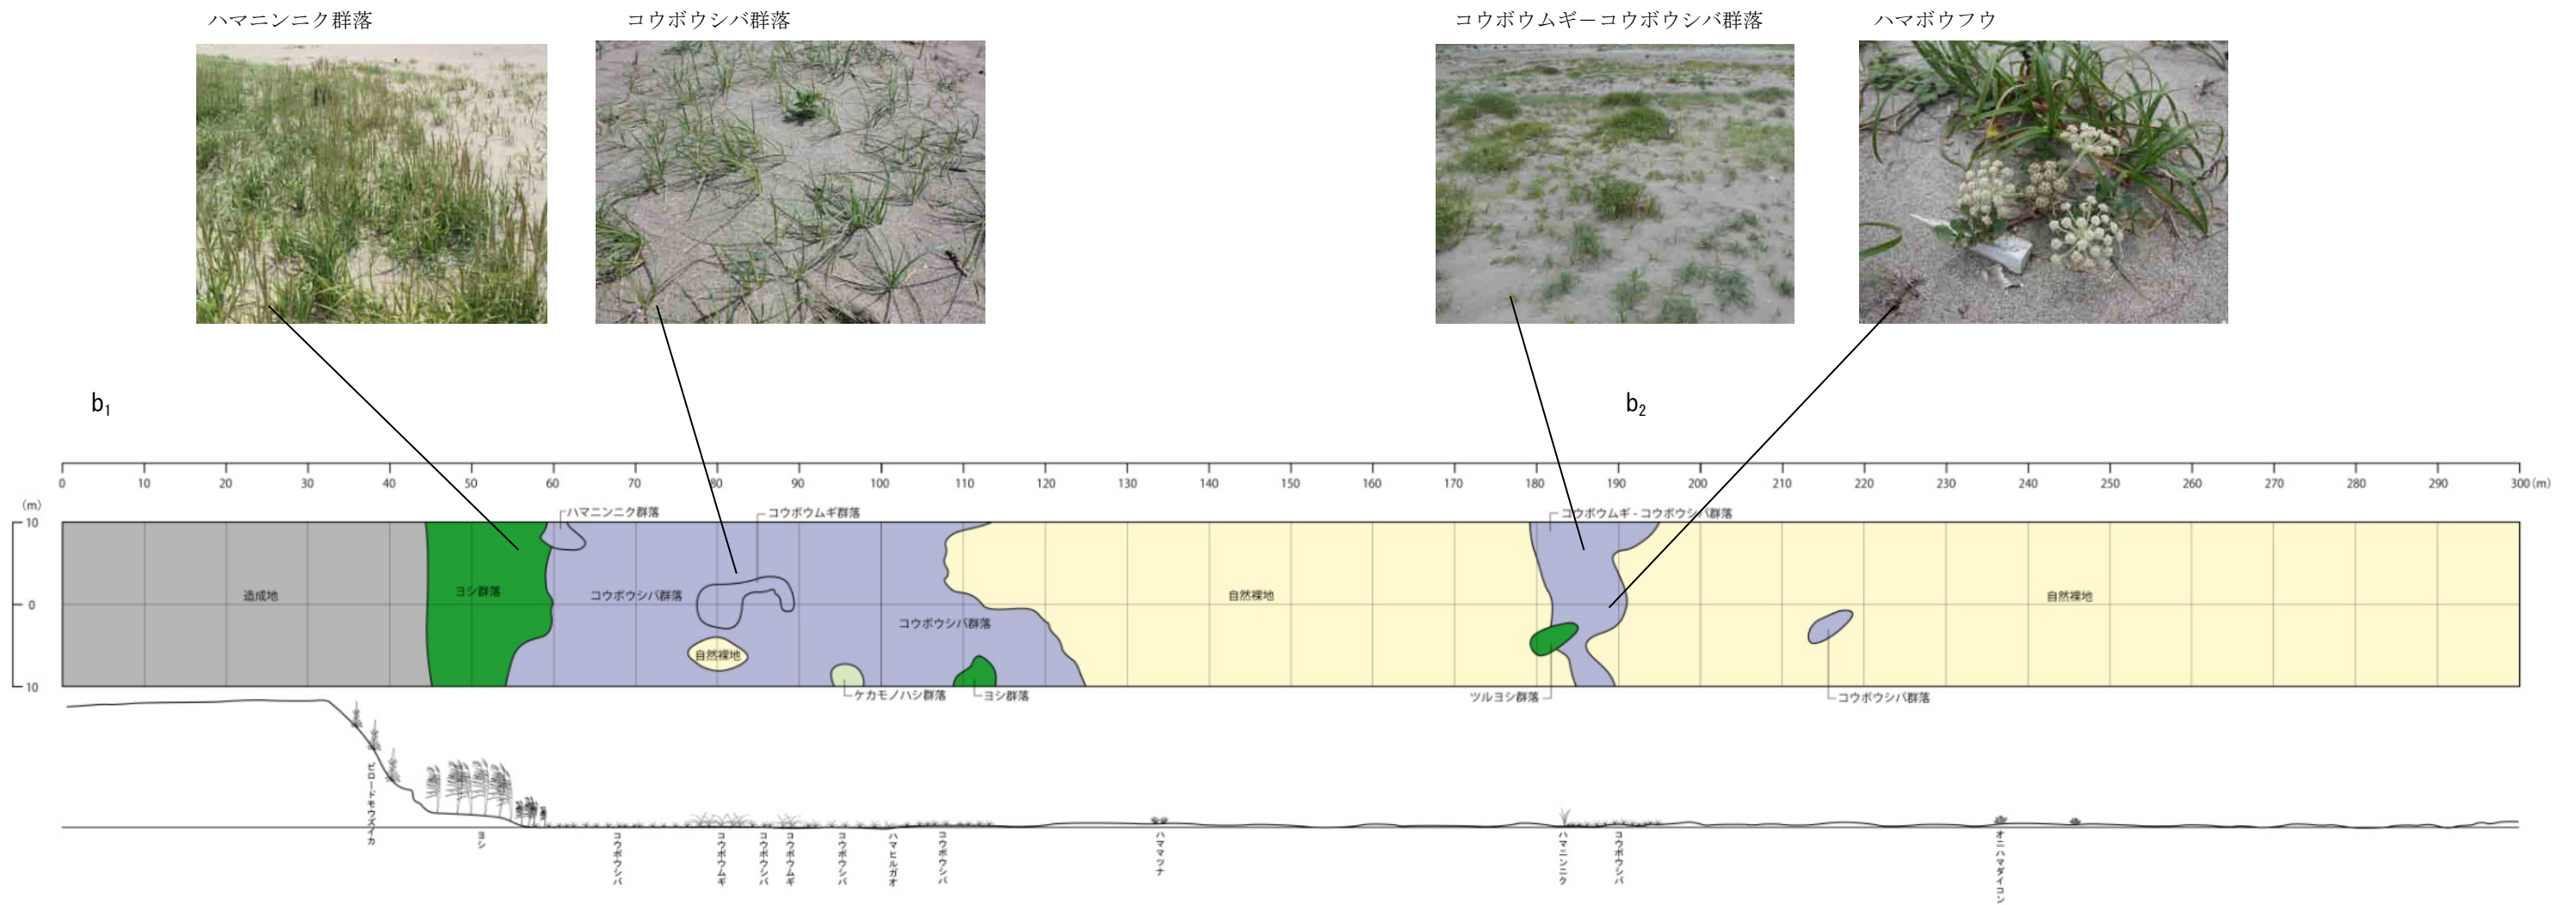 ハマニンニク群落
コウボウシバ群落
コウボウムギ－コウボウシバ群落
ハマボウフウ
b1
b2
0 10 20 30 40 50 60 70 80 90 100 110 120 130 140 150 160 170 180 190 200 210 220 230 240 250 260 270 280 290 300 (m)
(m)
10
0
10
ハマニンニク群落
コウボウムギ群落
コウボウムギ - コウボウシバ群落
造成地
ヨシ群落
コウボウシバ群落
自然裸地
自然裸地
コウボウシバ群落
自然裸地
ケカモノハシ群落
ヨシ群落
ツルヨシ群落
コウボウシバ群落
ビロードモウズイカ
ヨシ
コウボウシバ
コウボウムギ
コウボウシバ
コウボウムギ
コウボウシバ
ハマヒルガオ
コウボウシバ
ハママツナ
ハマニンニク
コウボウシバ
オニハマダイコン